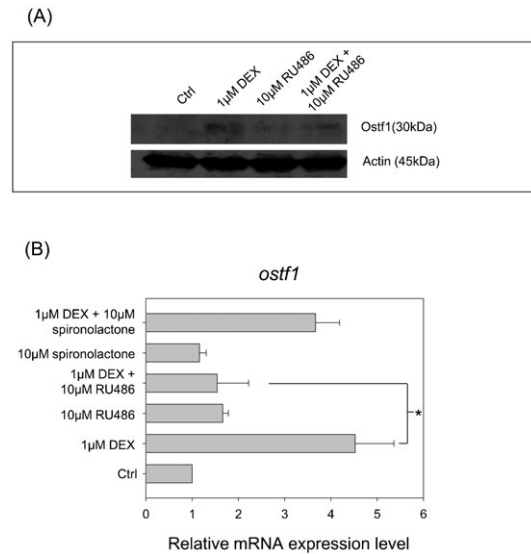 (A)
Ctrl
1µM DEX
10µM RU486
1µM DEX +
10µM RU486
Ostf1(30kDa)
Actin (45kDa)
(B)
ostf1
1µM DEX + 10µM
spironolactone
10µM spironolactone
1µM DEX +
10µM RU486
10µM RU486
1µM DEX
Ctrl
*
0 1 2 3 4 5 6
Relative mRNA expression level